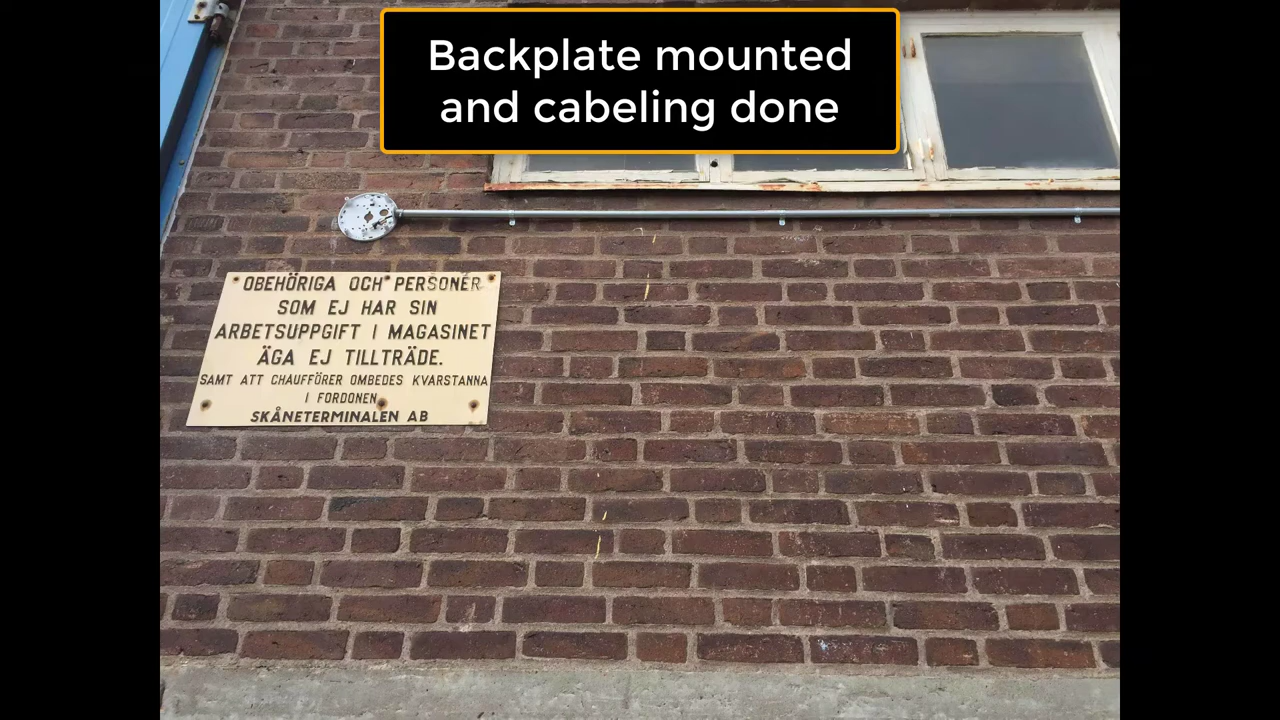 Backplate mounted
and cabeling done
OBEHÖRIGA OCH PERSONER
SOM EJ HAR SIN
ARBETSUPPGIFT I MAGASINET
ÄGA EJ TILLTRÄDE.
SAMT ATT CHAUFFÖRER OMBEDES KVARSTANNA
I FORDONEN
SKÅNETERMINALEN AB